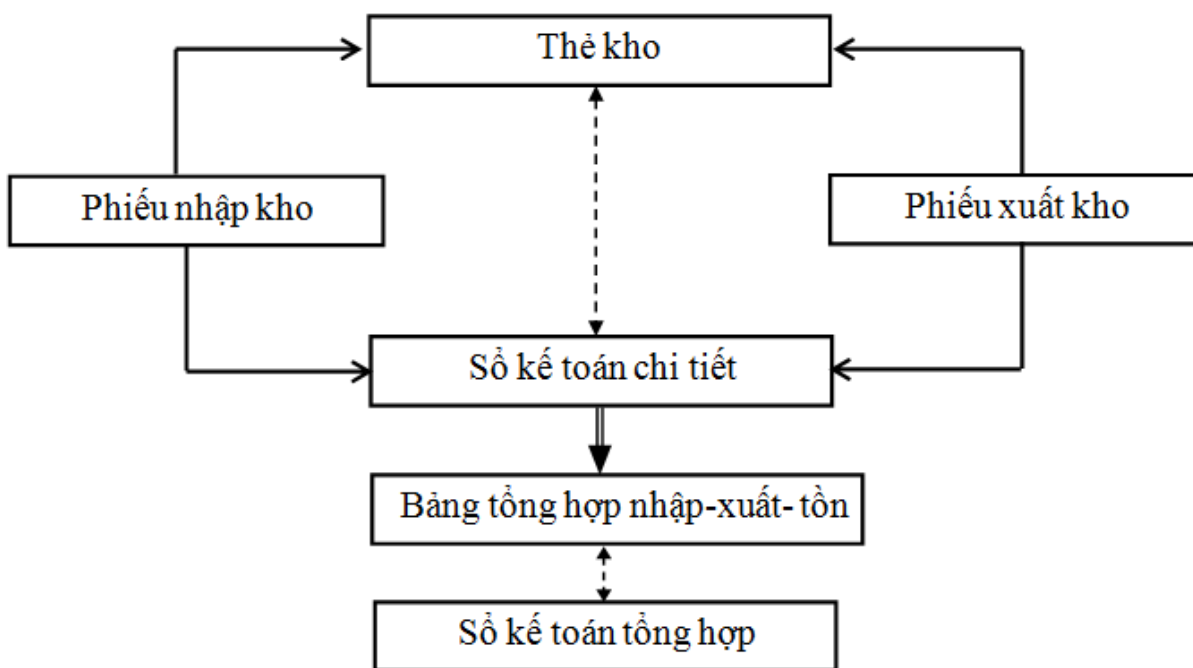 Thẻ kho
Phiếu nhập kho
Phiếu xuất kho
Sổ kế toán chi tiết
Bảng tổng hợp nhập-xuất- tồn
Sổ kế toán tổng hợp